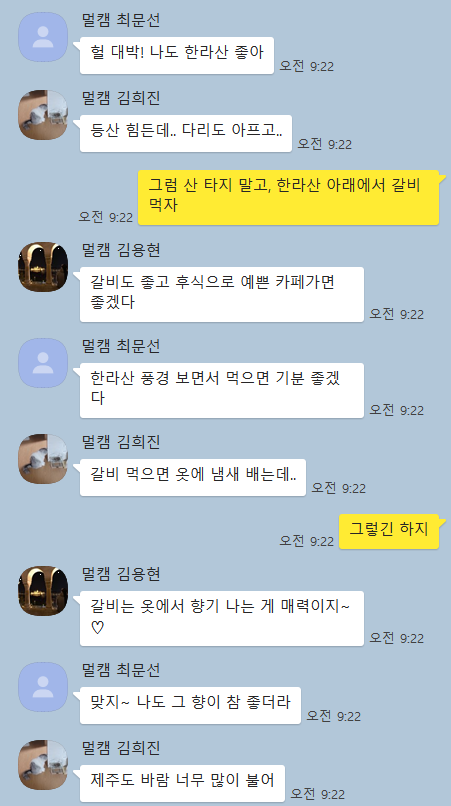 멀캠 최문선
헐 대박! 나도 한라산 좋아
오전 9:22
멀캠 김희진
등산 힘든데.. 다리도 아프고..
오전 9:22
그럼 산 타지 말고, 한라산 아래에서 갈비
먹자
오전 9:22
멀캠 김용현
갈비도 좋고 후식으로 예쁜 카페가면
좋겠다
오전 9:22
멀캠 최문선
한라산 풍경 보면서 먹으면 기분 좋겠
다
오전 9:22
멀캠 김희진
갈비 먹으면 옷에 냄새 배는데..
오전 9:22
그렇긴 하지
오전 9:22
멀캠 김용현
갈비는 옷에서 향기 나는 게 매력이지~
♡
오전 9:22
멀캠 최문선
맞지~ 나도 그 향이 참 좋더라
오전 9:22
멀캠 김희진
제주도 바람 너무 많이 불어
오전 9:22